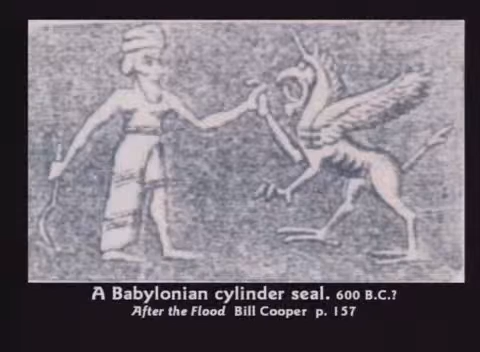 A Babylonian cylinder seal. 600 B.C.?
After the Flood Bill Cooper p. 157